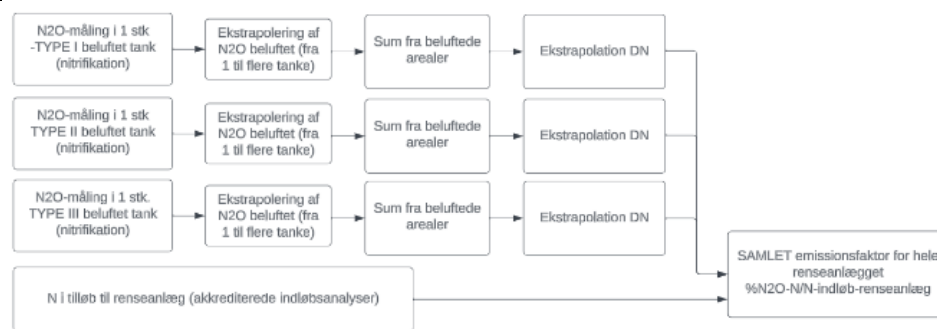 N2O-måling i 1 stk
-TYPE I beluftet tank
(nitrifikation)
Ekstrapolering af
N2O beluftet (fra
1 til flere tanke)
Sum fra beluftede
arealer
Ekstrapolation DN
N2O-måling i 1 stk
TYPE II beluftet tank
(nitrifikation)
Ekstrapolering af
N2O beluftet (fra
1 til flere tanke)
Sum fra beluftede
arealer
Ekstrapolation DN
N2O-måling i 1 stk.
TYPE III beluftet tank
(nitrifikation)
Ekstrapolering af
N2O beluftet (fra
1 til flere tanke)
Sum fra beluftede
arealer
Ekstrapolation DN
SAMLET emissionsfaktor for hele
renseanlægget
%N2O-N/N-indløb-renseanlæg
N i tilløb til renseanlæg (akkrediterede indløbsanalyser)